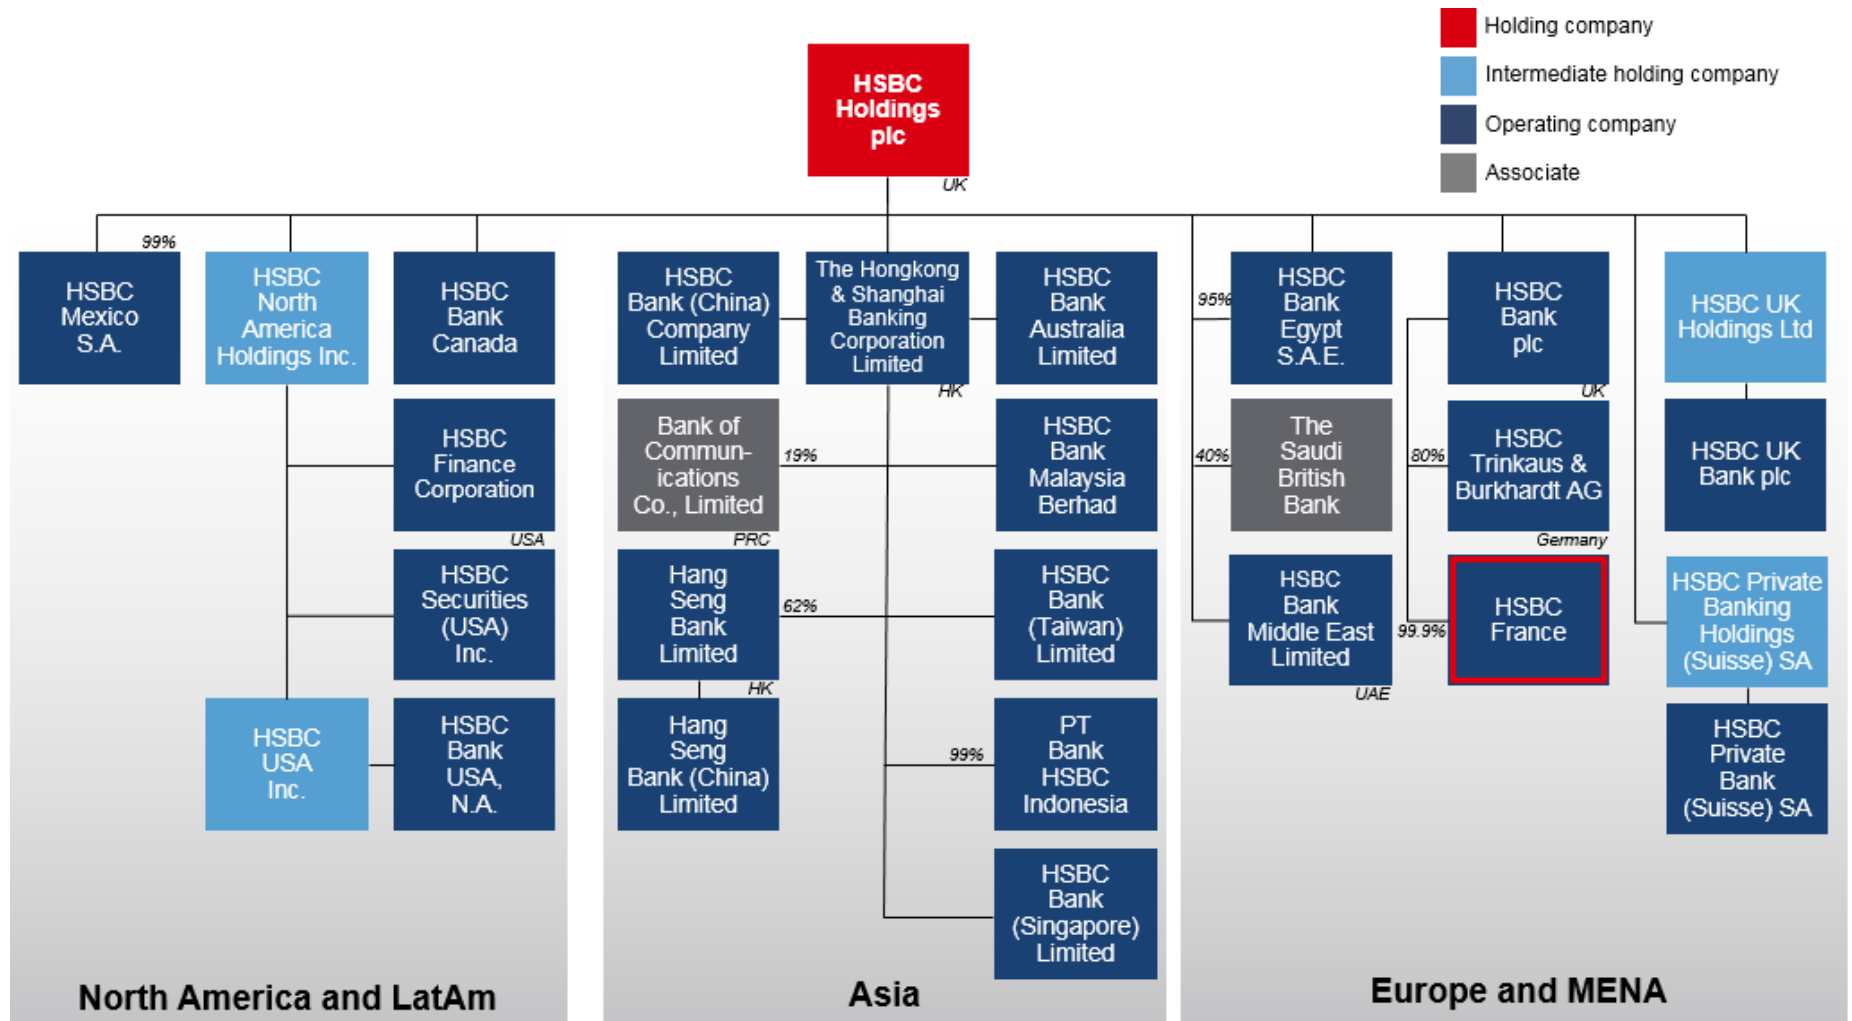 Holding company
Intermediate holding company
Operating company
Associate
HSBC
Holdings
plc
UK
99%
HSBC
Mexico
S.A.
HSBC
North
America
Holdings Inc.
HSBC
Bank
Canada
HSBC
Finance
Corporation
USA
HSBC
Securities
(USA)
Inc.
HSBC
USA
Inc.
HSBC
Bank
USA,
N.A.
North America and LatAm
HSBC
Bank (China)
Company
Limited
The Hongkong
& Shanghai
Banking
Corporation
Limited
HK
HSBC
Bank
Australia
Limited
Bank of
Commun-
ications
Co., Limited
19%
PRC
HSBC
Bank
Malaysia
Berhad
Hang
Seng
Bank
Limited
62%
HK
HSBC
Bank
(Taiwan)
Limited
Hang
Seng
Bank (China)
Limited
99%
PT
Bank
HSBC
Indonesia
HSBC
Bank
(Singapore)
Limited
Asia
95%
HSBC
Bank
Egypt
S.A.E.
HSBC
Bank
plc
UK
HSBC UK
Holdings Ltd
40%
The
Saudi
British
Bank
80%
HSBC
Trinkaus &
Burkhardt AG
Germany
HSBC UK
Bank plc
HSBC
Bank
Middle East
Limited
UAE
99.9%
HSBC
France
HSBC Private
Banking
Holdings
(Suisse) SA
HSBC
Private
Bank
(Suisse) SA
Europe and MENA